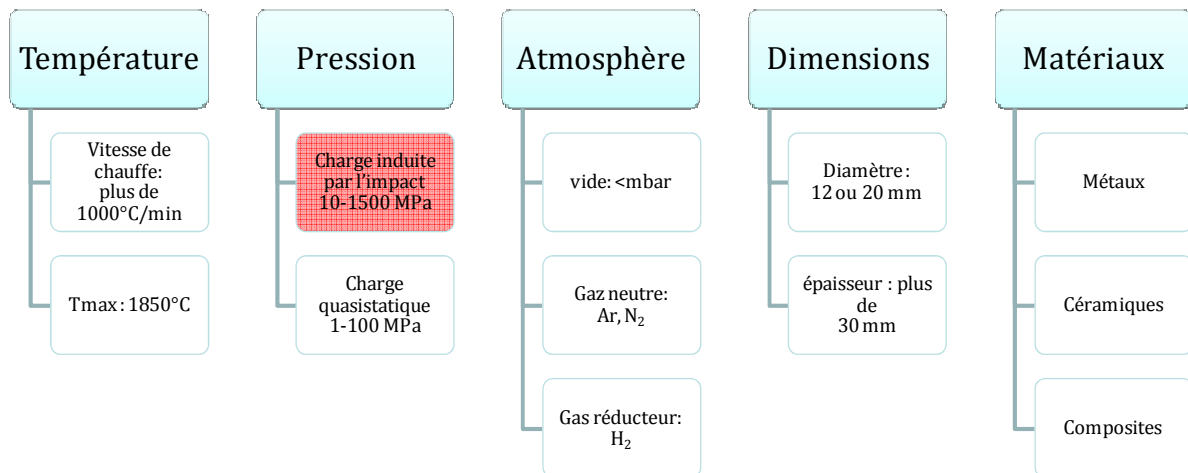 Température
Vitesse de
chauffe:
plus de
1000°C/min
Tmax : 1850°C
Pression
Charge induite
par l'impact
10-1500 MPa
Charge
quasistatique
1-100 MPa
Atmosphère
vide: <mbar
Gaz neutre:
Ar, N₂
Gas réducteur:
H₂
Dimensions
Diamètre :
12 ou 20 mm
épaisseur : plus
de
30 mm
Matériaux
Métaux
Céramiques
Composites